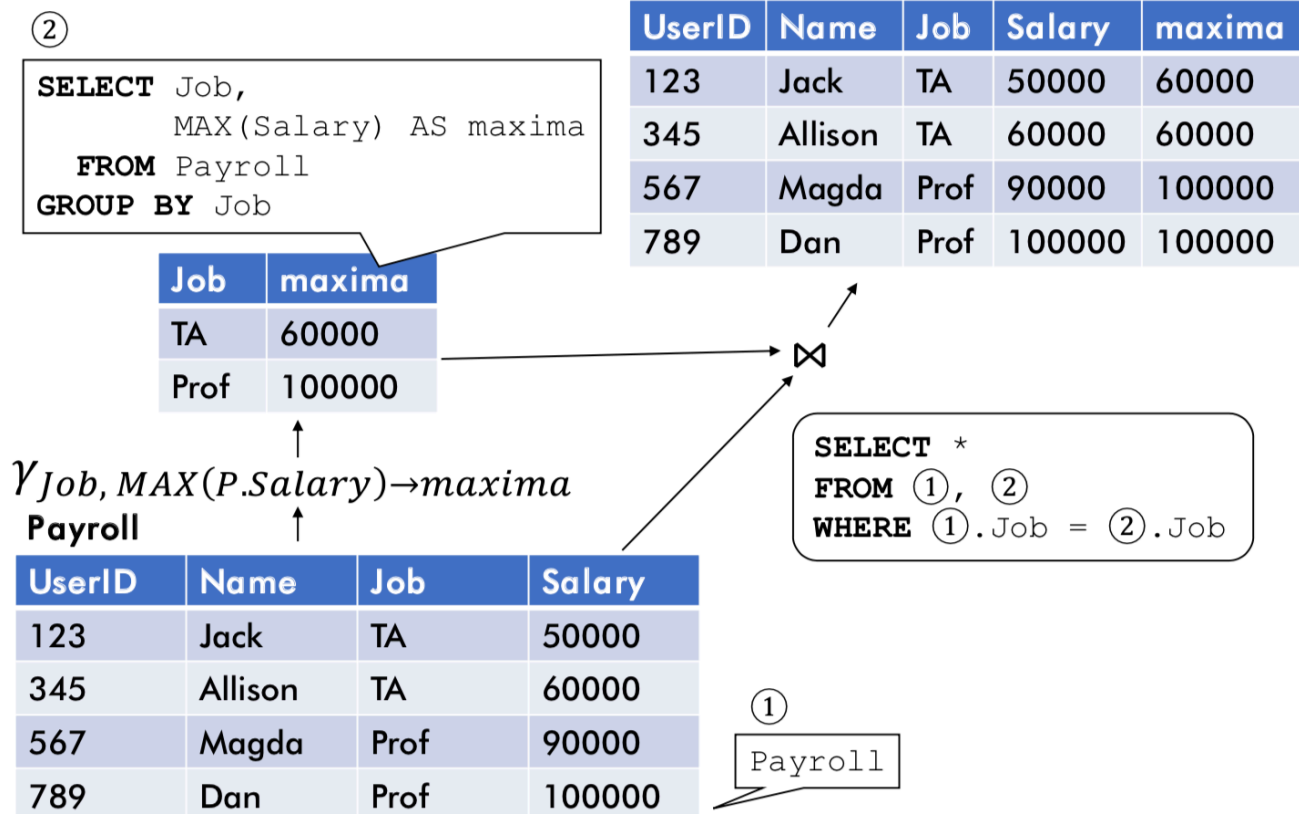 ②
SELECT Job,
MAX(Salary) AS maxima
FROM Payroll
GROUP BY Job
UserID Name Job Salary maxima
123 Jack TA 50000 60000
345 Allison TA 60000 60000
567 Magda Prof 90000 100000
789 Dan Prof 100000 100000
Job maxima
TA 60000
Prof 100000
⋈
γ Job, MAX(P.Salary)→maxima
SELECT *
FROM ①, ②
WHERE ①.Job = ②.Job
Payroll
UserID Name Job Salary
123 Jack TA 50000
345 Allison TA 60000
567 Magda Prof 90000
789 Dan Prof 100000
①
Payroll